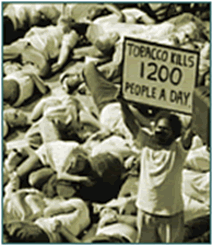 TOBACCO KILLS
1200
PEOPLE A DAY.